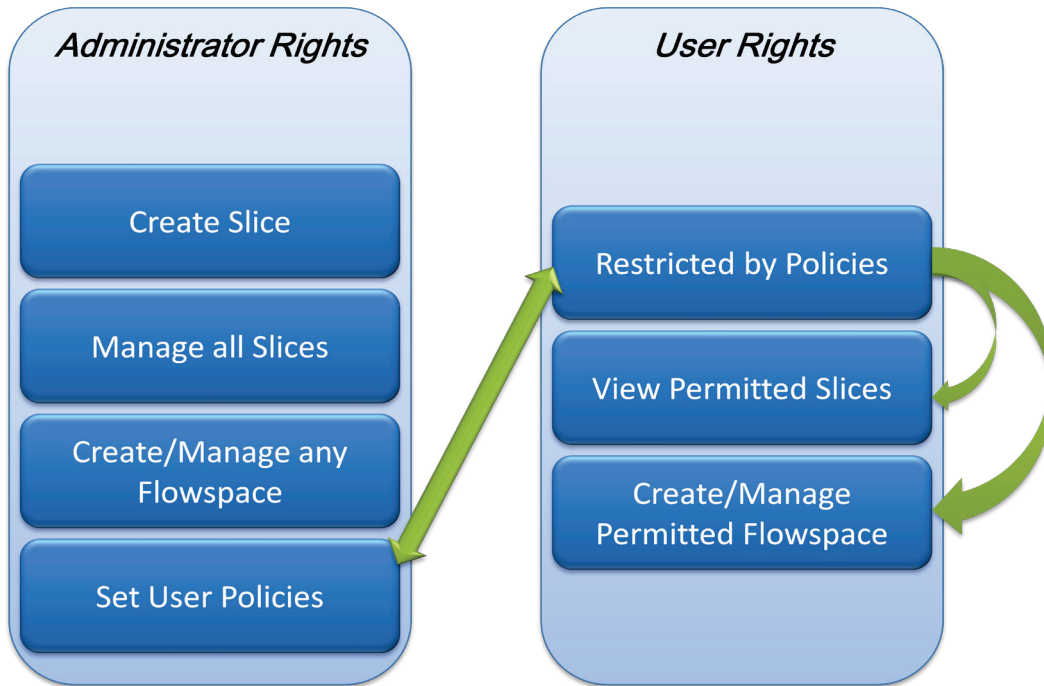 Administrator Rights
Create Slice
Manage all Slices
Create/Manage any
Flowspace
Set User Policies
User Rights
Restricted by Policies
View Permitted Slices
Create/Manage
Permitted Flowspace